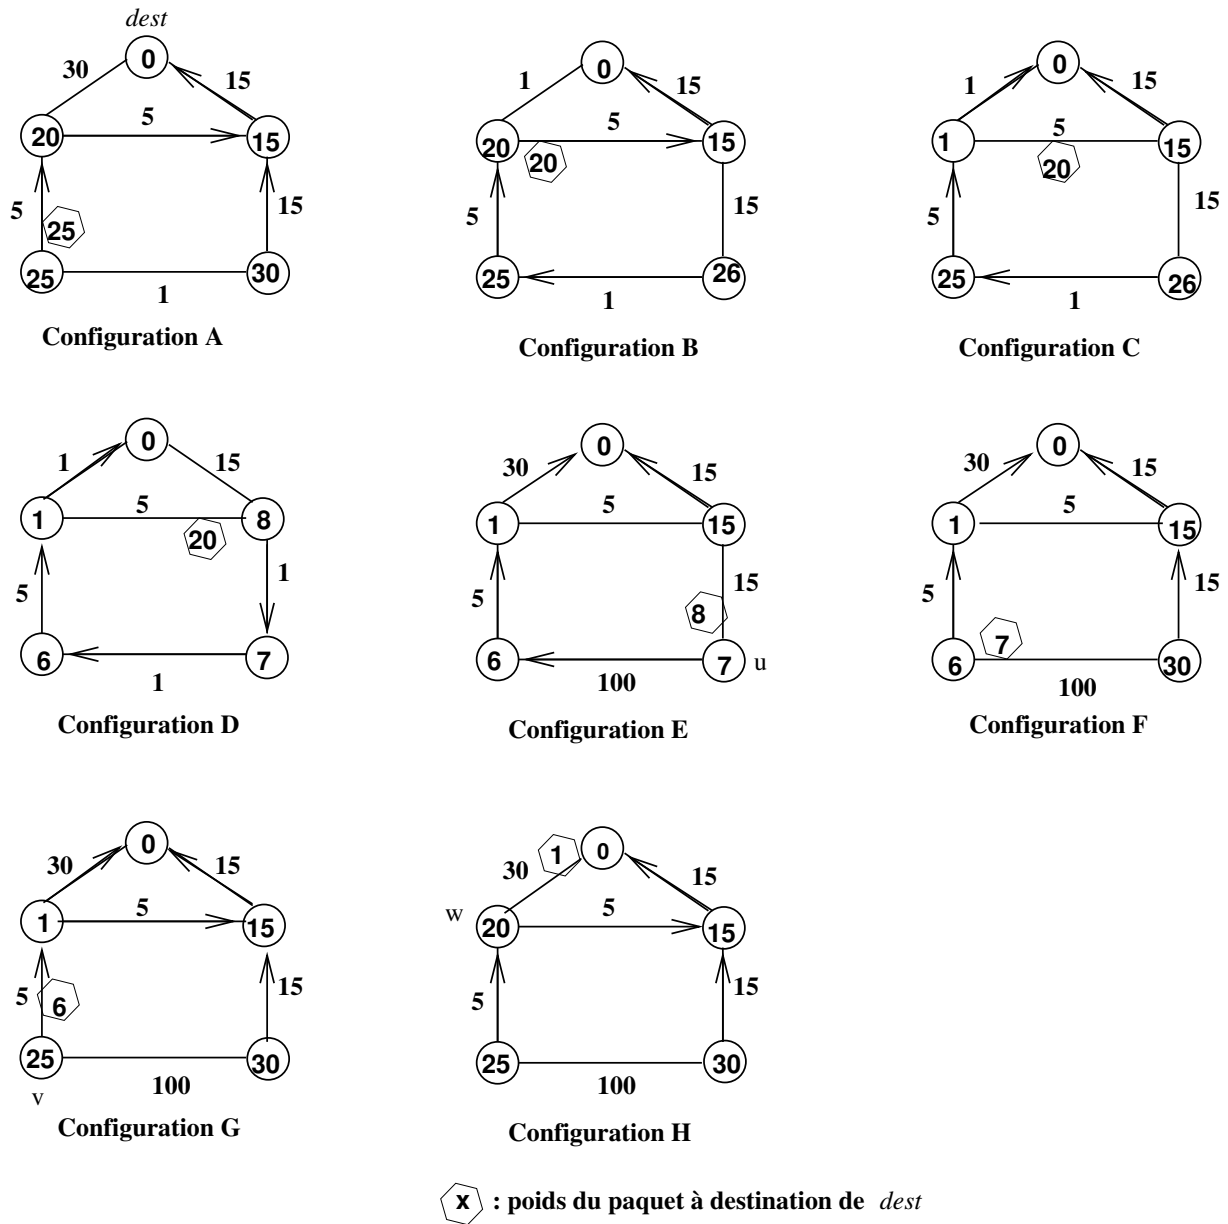 dest
0 0 0
30 15 1 15 1 15
5 5 5
20 15 20 15 1 15
20 20
5 25 15 5 15 5 15
25 30 25 26 25 26
1 1 1
Configuration A Configuration B Configuration C
0 0 0
1 15 30 15 30 15
5 5 5
1 8 1 15 1 15
20
5 1 5 8 15 5 7 15
6 7 6 7 u 6 30
1 100 100
Configuration D Configuration E Configuration F
0 1 0
30 15 30 15
5 5
1 15 w 20 15
5 6 15 5 15
25 30 25 30
v 100 100
Configuration G Configuration H
x : poids du paquet à destination de dest